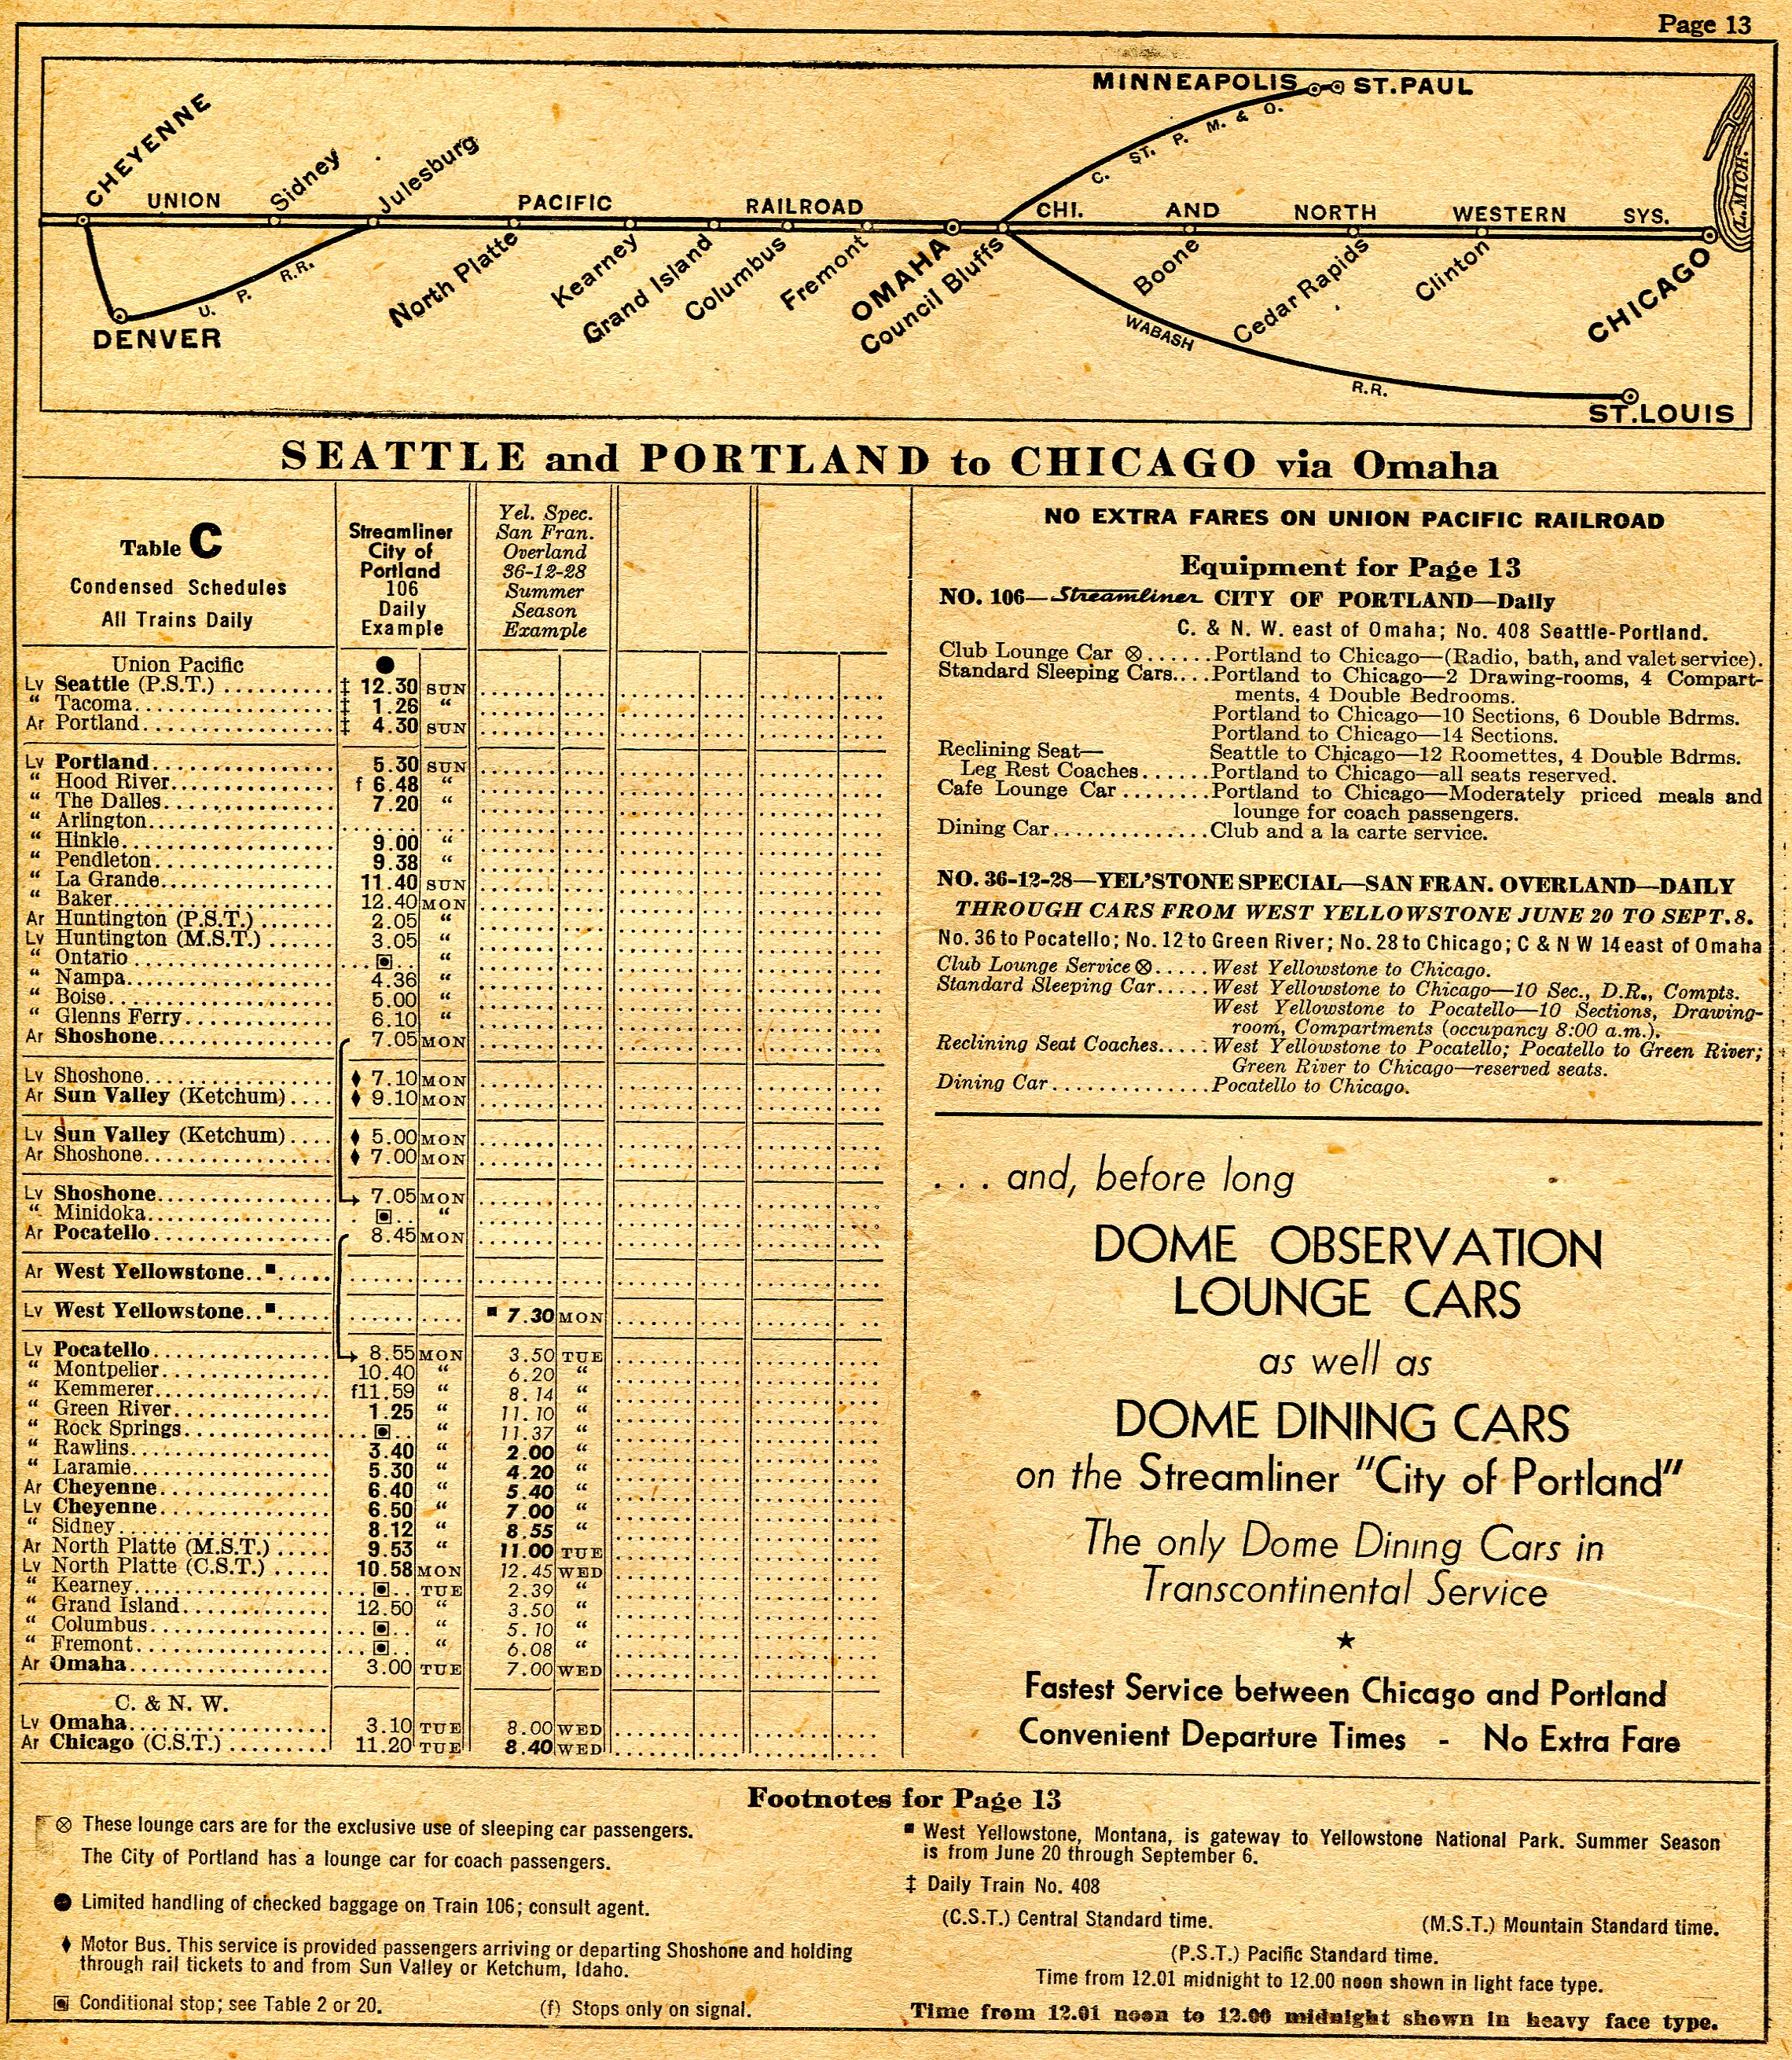 Page 13
MINNEAPOLIS ST.PAUL
C. ST. P. M. & O.
CHEYENNE
UNION
Sidney
Julesburg
PACIFIC
RAILROAD
CHI. AND NORTH WESTERN SYS.
L. MICH.
U. P. R.R.
DENVER
North Platte
Kearney
Grand Island
Columbus
Fremont
OMAHA
Council Bluffs
Boone
Cedar Rapids
Clinton
CHICAGO
WABASH R.R.
ST.LOUIS
SEATTLE and PORTLAND to CHICAGO via Omaha
Table C
Condensed Schedules
All Trains Daily
Streamliner
City of
Portland
106
Daily
Example
Yel. Spec.
San Fran.
Overland
36-12-28
Summer
Season
Example
Union Pacific ●
Lv Seattle (P.S.T.) .......... ‡ 12.30 SUN
“ Tacoma.................... ‡ 1.26 “
Ar Portland.................... ‡ 4.30 SUN
Lv Portland.................... 5.30 SUN
“ Hood River.................. f 6.48 “
“ The Dalles.................. 7.20 “
“ Arlington..................
“ Hinkle...................... 9.00 “
“ Pendleton.................. 9.38 “
“ La Grande.................. 11.40 SUN
“ Baker...................... 12.40 MON
Ar Huntington (P.S.T.)....... 2.05 “
Lv Huntington (M.S.T.) ...... 3.05 “
“ Ontario .................... ▣ “
“ Nampa...................... 4.36 “
“ Boise...................... 5.00 “
“ Glenns Ferry............... 6.10 “
Ar Shoshone.................. 7.05 MON
Lv Shoshone.................. ♦ 7.10 MON
Ar Sun Valley (Ketchum).... ♦ 9.10 MON
Lv Sun Valley (Ketchum).... ♦ 5.00 MON
Ar Shoshone.................. ♦ 7.00 MON
Lv Shoshone.................. 7.05 MON
“ Minidoka................... ▣ “
Ar Pocatello.................. 8.45 MON
Ar West Yellowstone..■......
Lv West Yellowstone..■..... ■ 7.30 MON
Lv Pocatello.................. 8.55 MON 3.50 TUE
“ Montpelier................. 10.40 “ 6.20 “
“ Kemmerer.................. f11.59 “ 8.14 “
“ Green River................ 1.25 “ 11.10 “
“ Rock Springs............... ▣ “ 11.37 “
“ Rawlins.................... 3.40 “ 2.00 “
“ Laramie.................... 5.30 “ 4.20 “
Ar Cheyenne.................. 6.40 “ 5.40 “
Lv Cheyenne.................. 6.50 “ 7.00 “
“ Sidney..................... 8.12 “ 8.55 “
Ar North Platte (M.S.T.) ..... 9.53 “ 11.00 TUE
Lv North Platte (C.S.T.) ..... 10.58 MON 12.45 WED
“ Kearney.................... ▣ TUE 2.39 “
“ Grand Island............... 12.50 “ 3.50 “
“ Columbus.................. ▣ “ 5.10 “
“ Fremont................... ▣ “ 6.08 “
Ar Omaha..................... 3.00 TUE 7.00 WED
C. & N. W.
Lv Omaha..................... 3.10 TUE 8.00 WED
Ar Chicago (C.S.T.) ......... 11.20 TUE 8.40 WED
NO EXTRA FARES ON UNION PACIFIC RAILROAD
Equipment for Page 13
NO. 106—Streamliner CITY OF PORTLAND—Daily
C. & N. W. east of Omaha; No. 408 Seattle-Portland.
Club Lounge Car ⊗......Portland to Chicago—(Radio, bath, and valet service).
Standard Sleeping Cars....Portland to Chicago—2 Drawing-rooms, 4 Compart-
ments, 4 Double Bedrooms.
Portland to Chicago—10 Sections, 6 Double Bdrms.
Portland to Chicago—14 Sections.
Reclining Seat— Seattle to Chicago—12 Roomettes, 4 Double Bdrms.
Leg Rest Coaches......Portland to Chicago—all seats reserved.
Cafe Lounge Car ........Portland to Chicago—Moderately priced meals and
lounge for coach passengers.
Dining Car..............Club and a la carte service.
NO. 36-12-28—YEL'STONE SPECIAL—SAN FRAN. OVERLAND—DAILY
THROUGH CARS FROM WEST YELLOWSTONE JUNE 20 TO SEPT. 8.
No. 36 to Pocatello; No. 12 to Green River; No. 28 to Chicago; C & N W 14 east of Omaha
Club Lounge Service ⊗.....West Yellowstone to Chicago.
Standard Sleeping Car.....West Yellowstone to Chicago—10 Sec., D.R., Compts.
West Yellowstone to Pocatello—10 Sections, Drawing-
room, Compartments (occupancy 8:00 a.m.).
Reclining Seat Coaches.....West Yellowstone to Pocatello; Pocatello to Green River;
Green River to Chicago—reserved seats.
Dining Car..............Pocatello to Chicago.
. . . and, before long
DOME OBSERVATION
LOUNGE CARS
as well as
DOME DINING CARS
on the Streamliner "City of Portland"
The only Dome Dining Cars in
Transcontinental Service
★
Fastest Service between Chicago and Portland
Convenient Departure Times - No Extra Fare
Footnotes for Page 13
⊗ These lounge cars are for the exclusive use of sleeping car passengers.
The City of Portland has a lounge car for coach passengers.
● Limited handling of checked baggage on Train 106; consult agent.
♦ Motor Bus. This service is provided passengers arriving or departing Shoshone and holding
through rail tickets to and from Sun Valley or Ketchum, Idaho.
▣ Conditional stop; see Table 2 or 20. (f) Stops only on signal.
■ West Yellowstone, Montana, is gateway to Yellowstone National Park. Summer Season
is from June 20 through September 6.
‡ Daily Train No. 408
(C.S.T.) Central Standard time. (M.S.T.) Mountain Standard time.
(P.S.T.) Pacific Standard time.
Time from 12.01 midnight to 12.00 noon shown in light face type.
Time from 12.01 noon to 12.00 midnight shown in heavy face type.